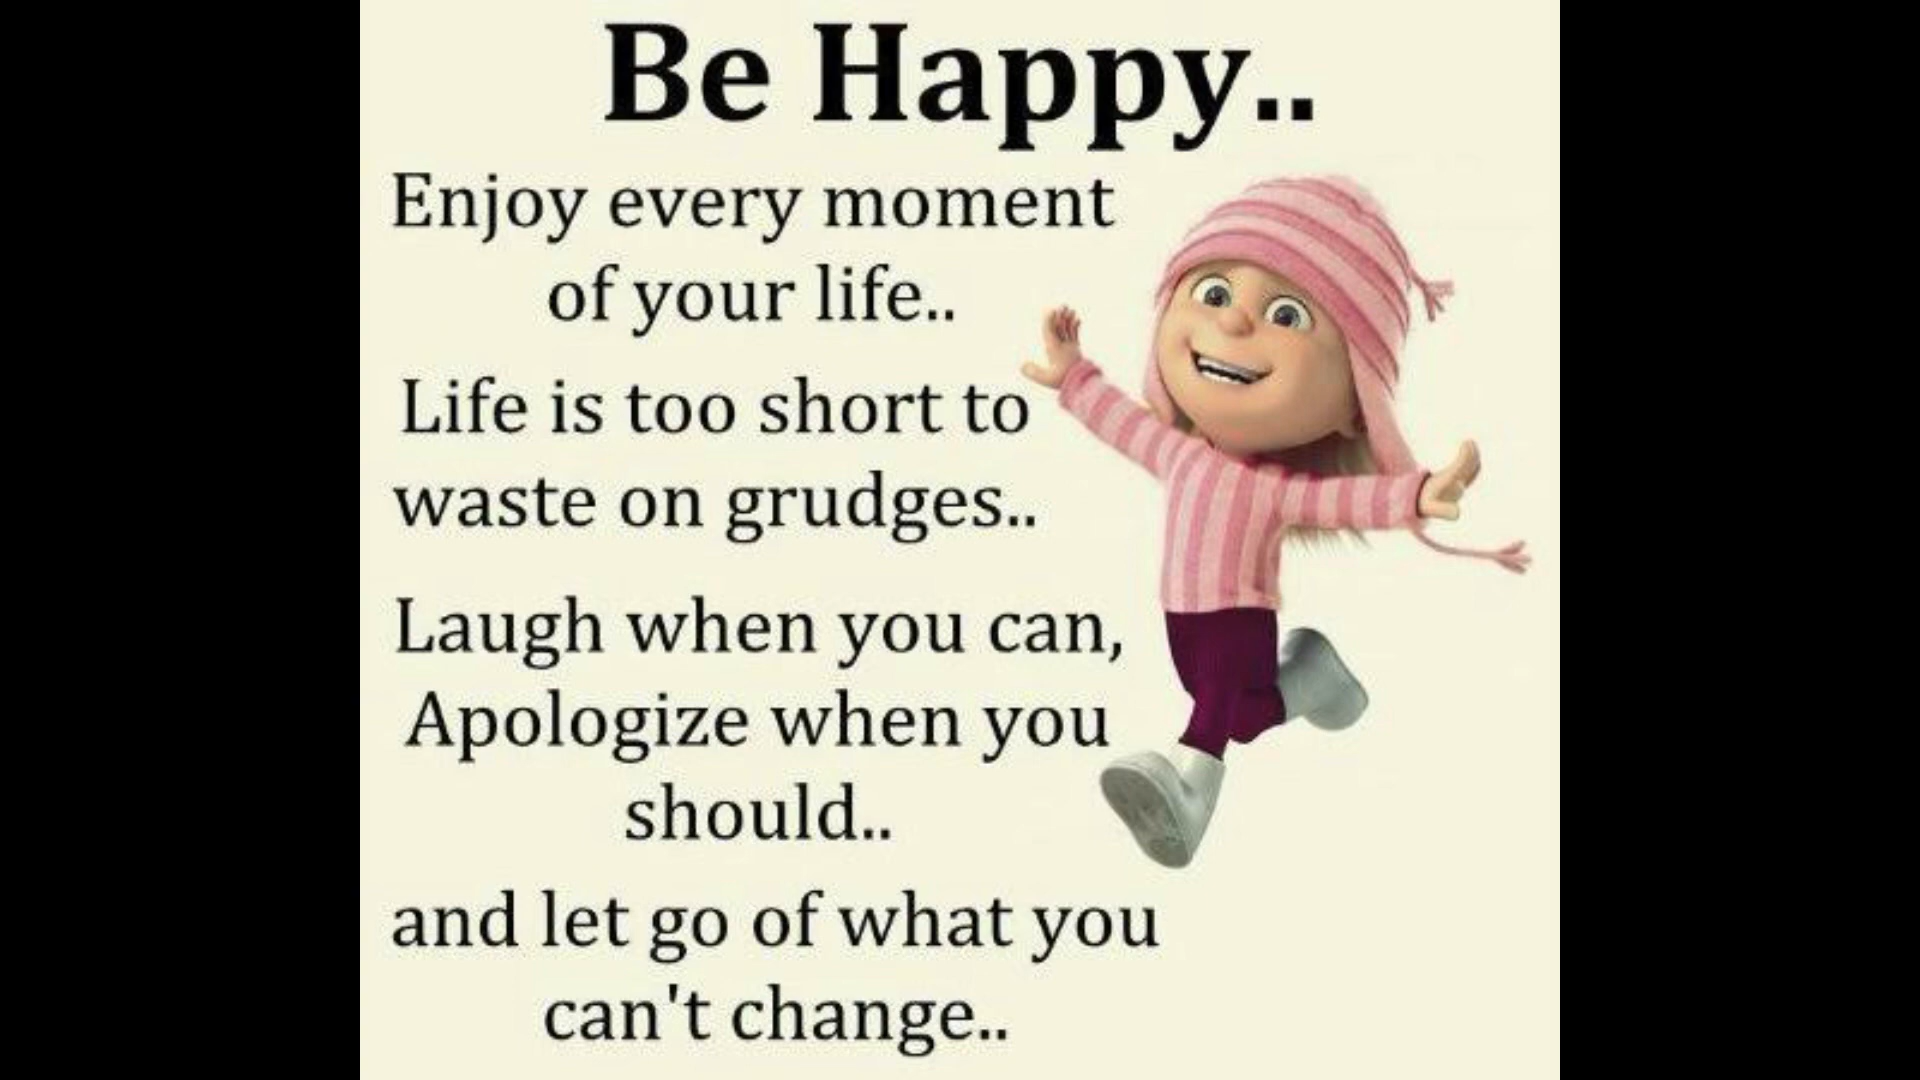 Be Happy..
Enjoy every moment
of your life..
Life is too short to
waste on grudges..
Laugh when you can,
Apologize when you
should..
and let go of what you
can't change..